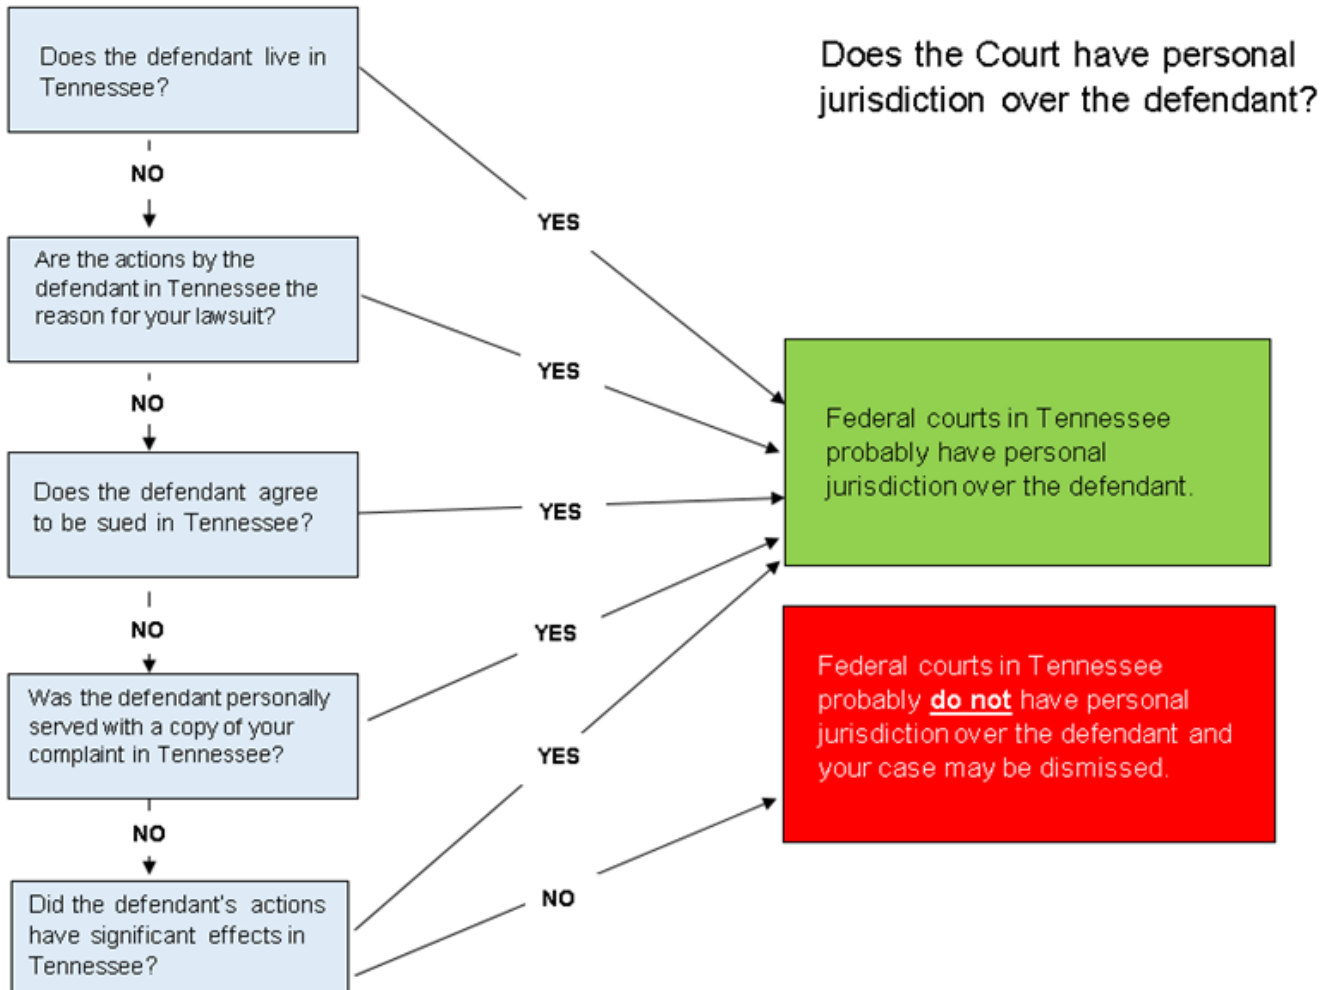 Does the Court have personal
jurisdiction over the defendant?
Does the defendant live in
Tennessee?
YES
NO
Are the actions by the
defendant in Tennessee the
reason for your lawsuit?
YES
NO
Does the defendant agree
to be sued in Tennessee?
YES
NO
Was the defendant personally
served with a copy of your
complaint in Tennessee?
YES
NO
Did the defendant's actions
have significant effects in
Tennessee?
YES
NO
Federal courts in Tennessee
probably have personal
jurisdiction over the defendant.
Federal courts in Tennessee
probably do not have personal
jurisdiction over the defendant and
your case may be dismissed.